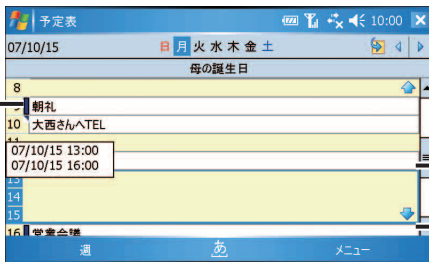 予定表 10:00
07/10/15 日 月 火 水 木 金 土
母の誕生日
8
9 朝礼
10 大西さんへTEL
11
07/10/15 13:00
07/10/15 16:00
13
14
15
16 営業会議
週 あ メニュー